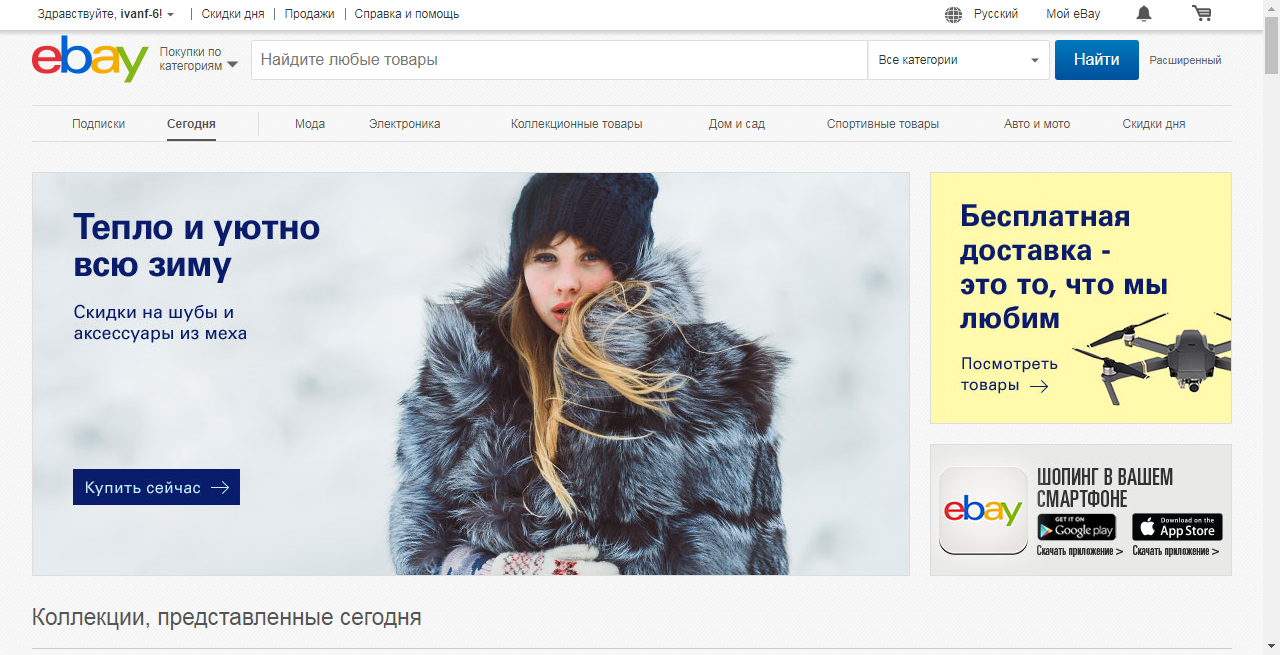 Здравствуйте, ivanf-6!
Скидки дня
Продажи
Справка и помощь
Русский
Мой eBay
ebay
Покупки по
категориям
Найдите любые товары
Все категории
Найти
Расширенный
Подписки
Сегодня
Мода
Электроника
Коллекционные товары
Дом и сад
Спортивные товары
Авто и мото
Скидки дня
Тепло и уютно
всю зиму
Скидки на шубы и
аксессуары из меха
Купить сейчас
Бесплатная
доставка -
это то, что мы
любим
Посмотреть
товары
ebay
ШОПИНГ В ВАШЕМ
СМАРТФОНЕ
GET IT ON
Google play
Download on the
App Store
Скачать приложение >
Скачать приложение >
Коллекции, представленные сегодня